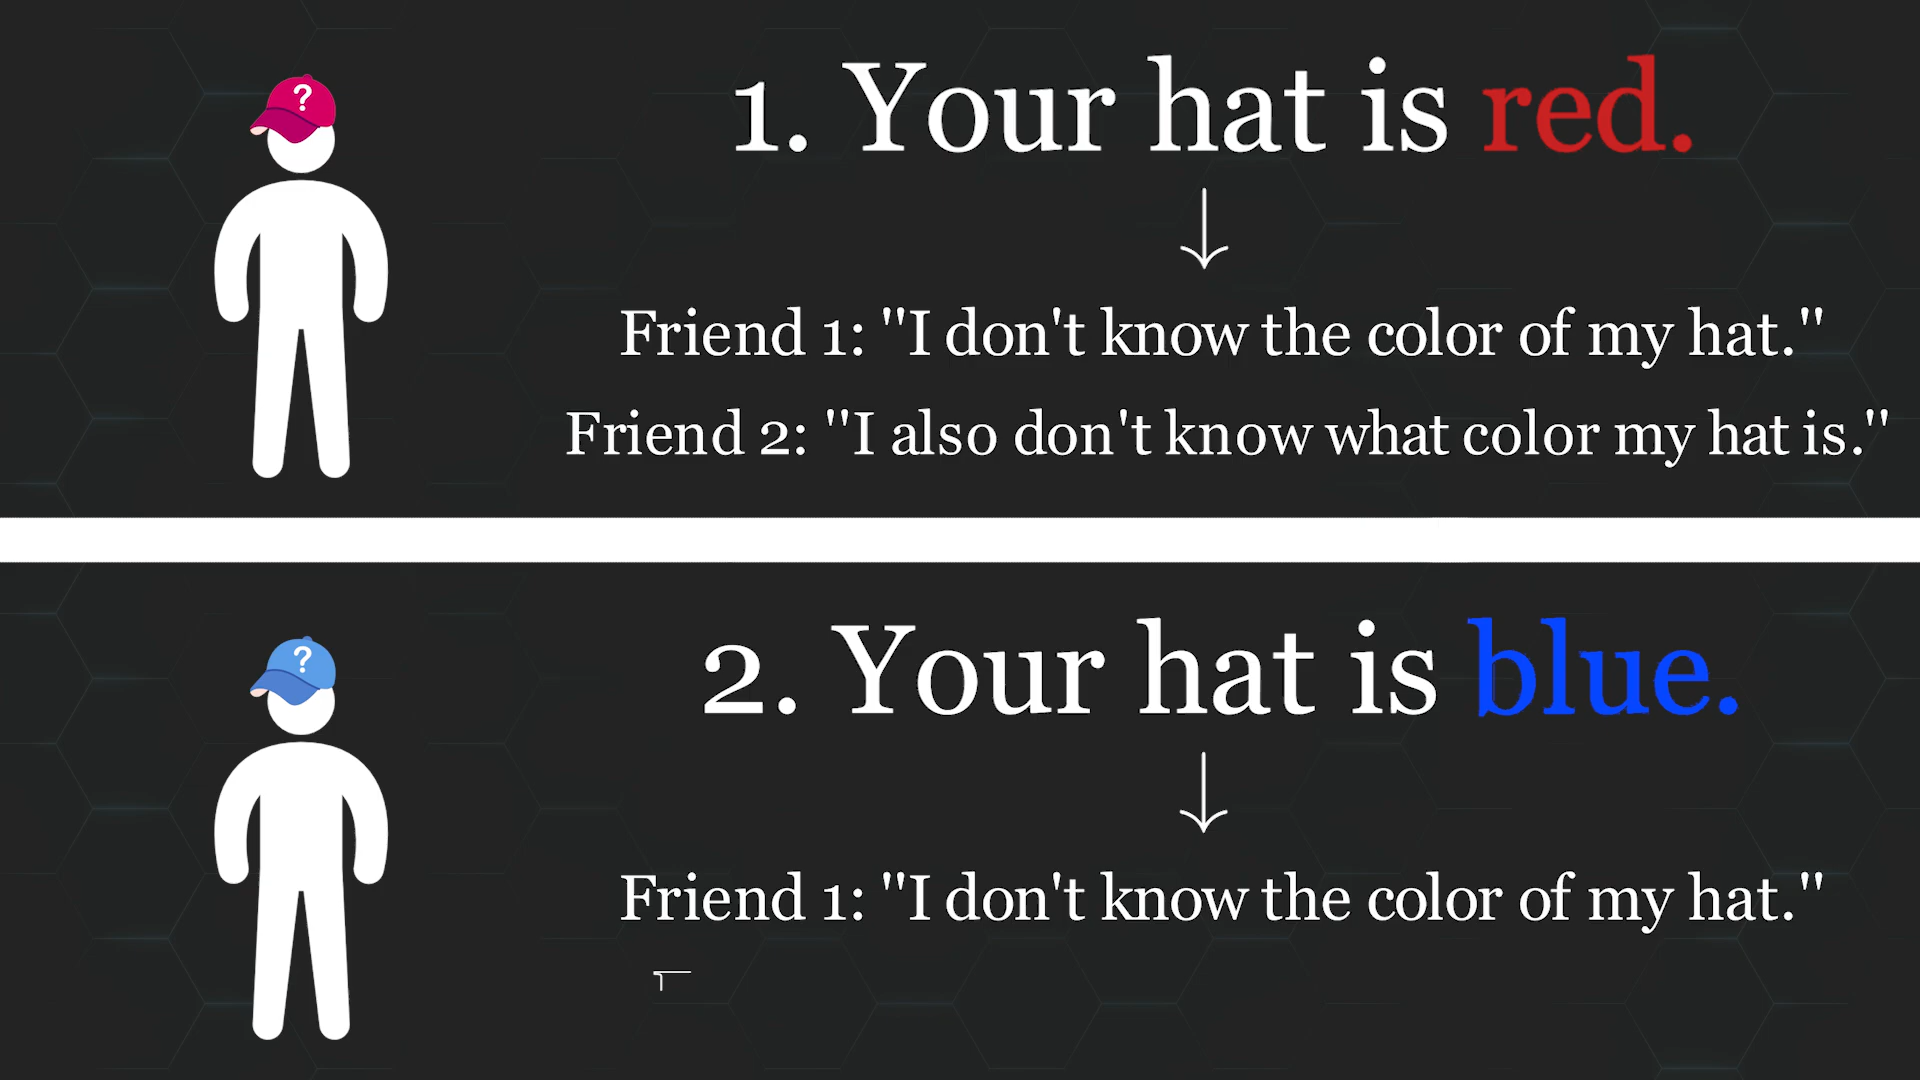 ?
1. Your hat is red.
Friend 1: "I don't know the color of my hat."
Friend 2: "I also don't know what color my hat is."
?
2. Your hat is blue.
Friend 1: "I don't know the color of my hat."